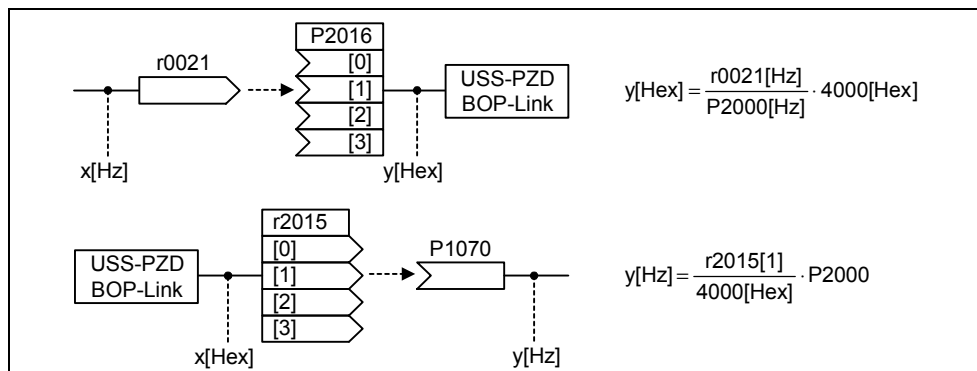 P2016
r0021
[0]
[1]
[2]
[3]
USS-PZD
BOP-Link
x[Hz]
y[Hex]
y[Hex] = r0021[Hz] / P2000[Hz] · 4000[Hex]
r2015
[0]
[1]
[2]
[3]
USS-PZD
BOP-Link
P1070
x[Hex]
y[Hz]
y[Hz] = r2015[1] / 4000[Hex] · P2000